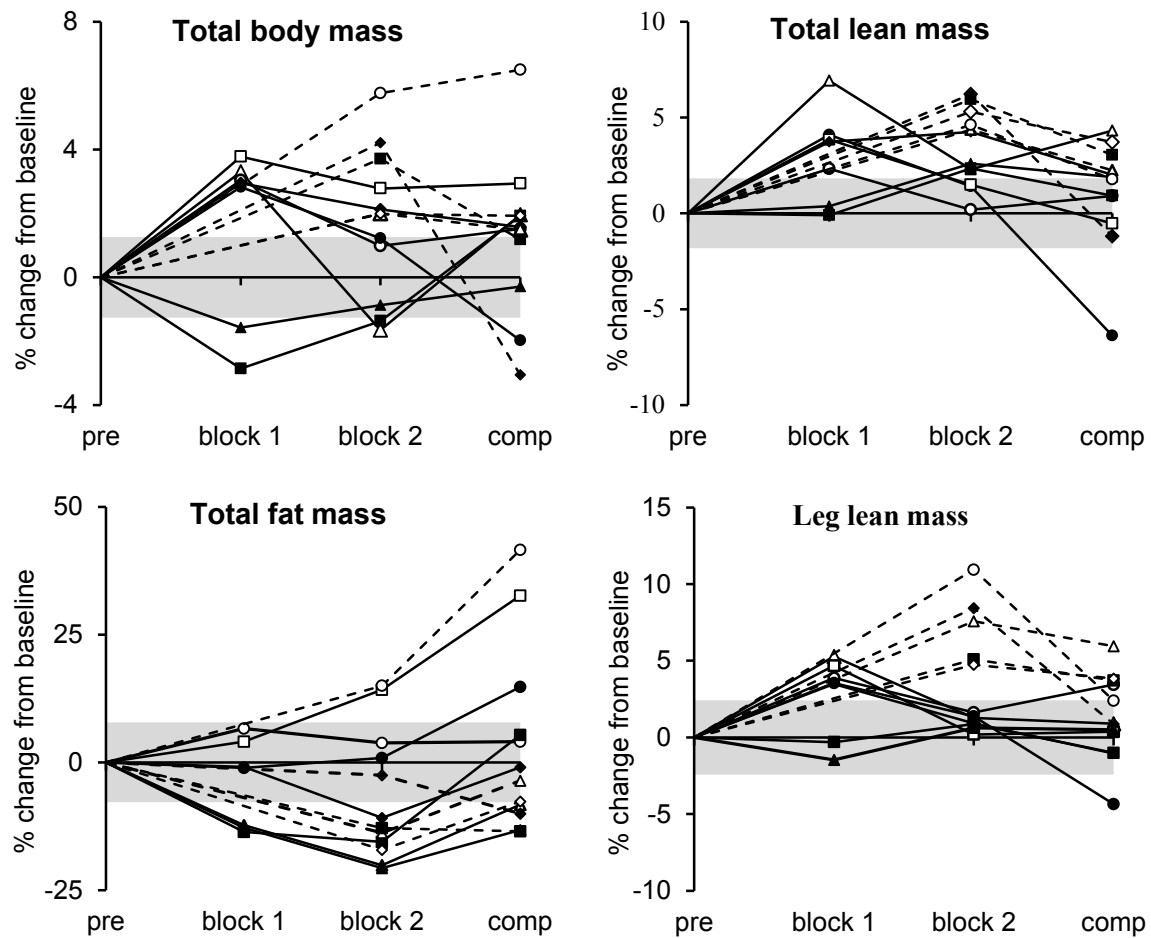 Total body mass
% change from baseline
8
4
0
-4
pre block 1 block 2 comp
Total lean mass
% change from baseline
10
5
0
-5
-10
pre block 1 block 2 comp
Total fat mass
% change from baseline
50
25
0
-25
pre block 1 block 2 comp
Leg lean mass
% change from baseline
15
10
5
0
-5
-10
pre block 1 block 2 comp